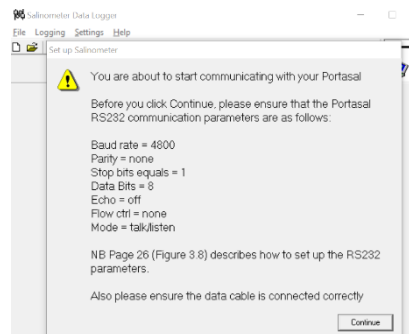 Salinometer Data Logger
File Logging Settings Help
Set up Salinometer
You are about to start communicating with your Portasal
Before you click Continue, please ensure that the Portasal
RS232 communication parameters are as follows:
Baud rate = 4800
Parity = none
Stop bits equals = 1
Data Bits = 8
Echo = off
Flow ctrl = none
Mode = talk/listen
NB Page 26 (Figure 3.8) describes how to set up the RS232
parameters.
Also please ensure the data cable is connected correctly
Continue